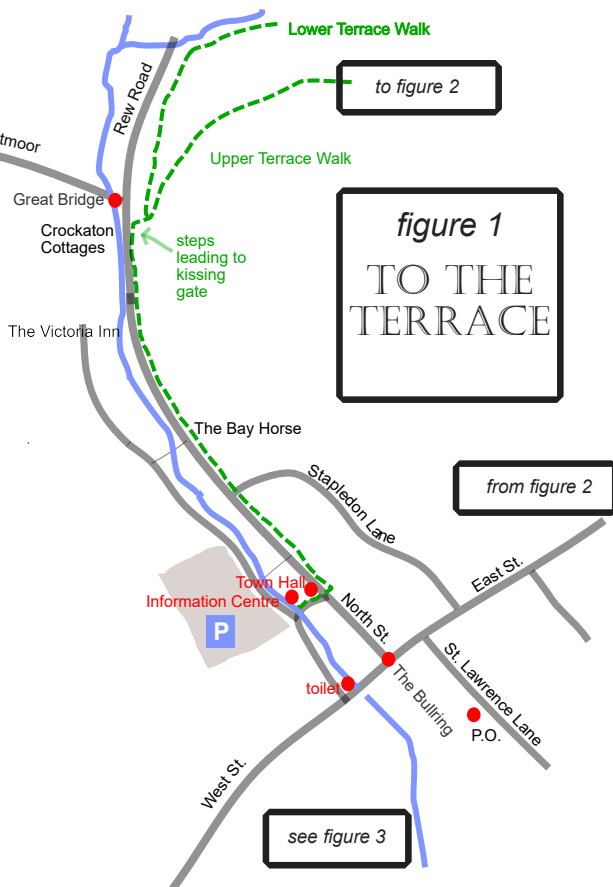 Lower Terrace Walk
Rew Road
to figure 2
tmoor
Upper Terrace Walk
Great Bridge
figure 1
TO THE
TERRACE
Crockaton
Cottages
steps
leading to
kissing
gate
The Victoria Inn
The Bay Horse
Stapledon Lane
from figure 2
East St.
Town Hall
Information Centre
P
North St.
St. Lawrence Lane
The Bullring
toilet
P.O.
West St.
see figure 3